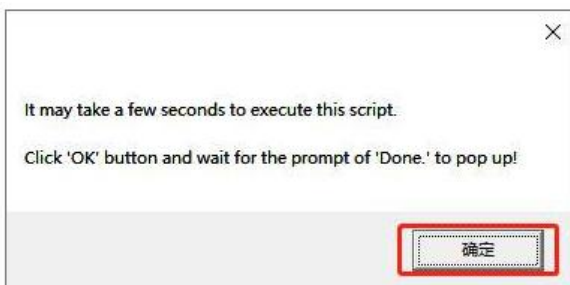 It may take a few seconds to execute this script.
Click 'OK' button and wait for the prompt of 'Done.' to pop up!
确定